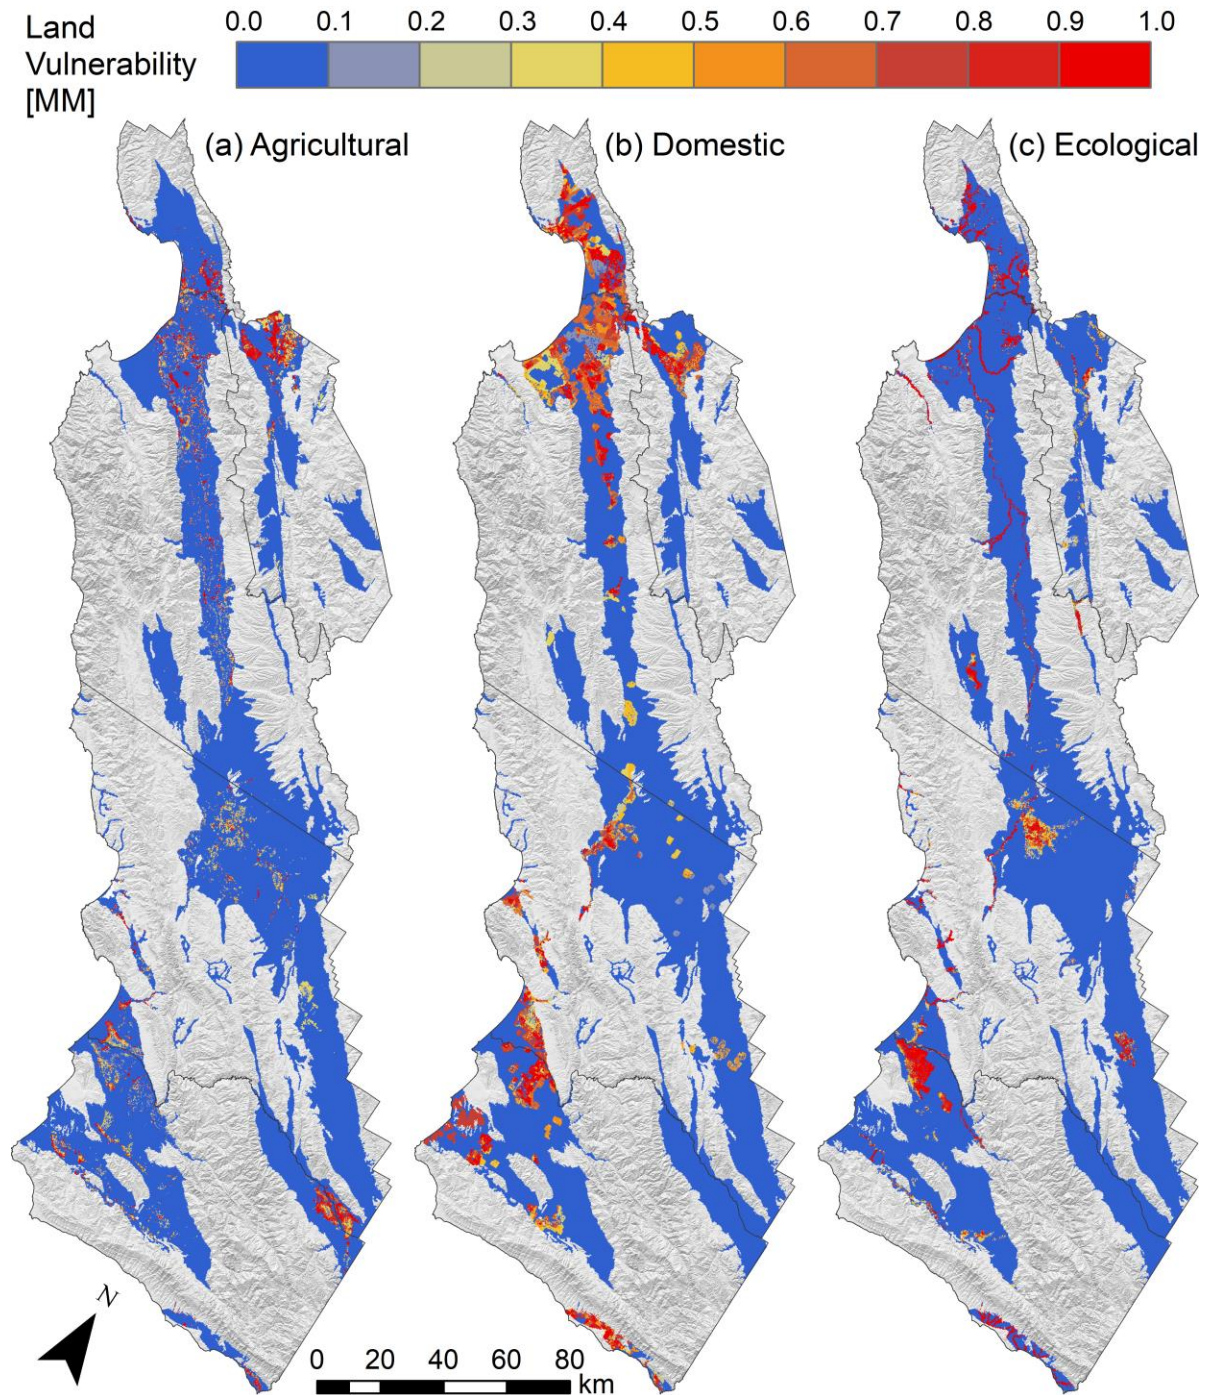 Land
Vulnerability
[MM]
0.0 0.1 0.2 0.3 0.4 0.5 0.6 0.7 0.8 0.9 1.0
(a) Agricultural
(b) Domestic
(c) Ecological
N
0 20 40 60 80
km